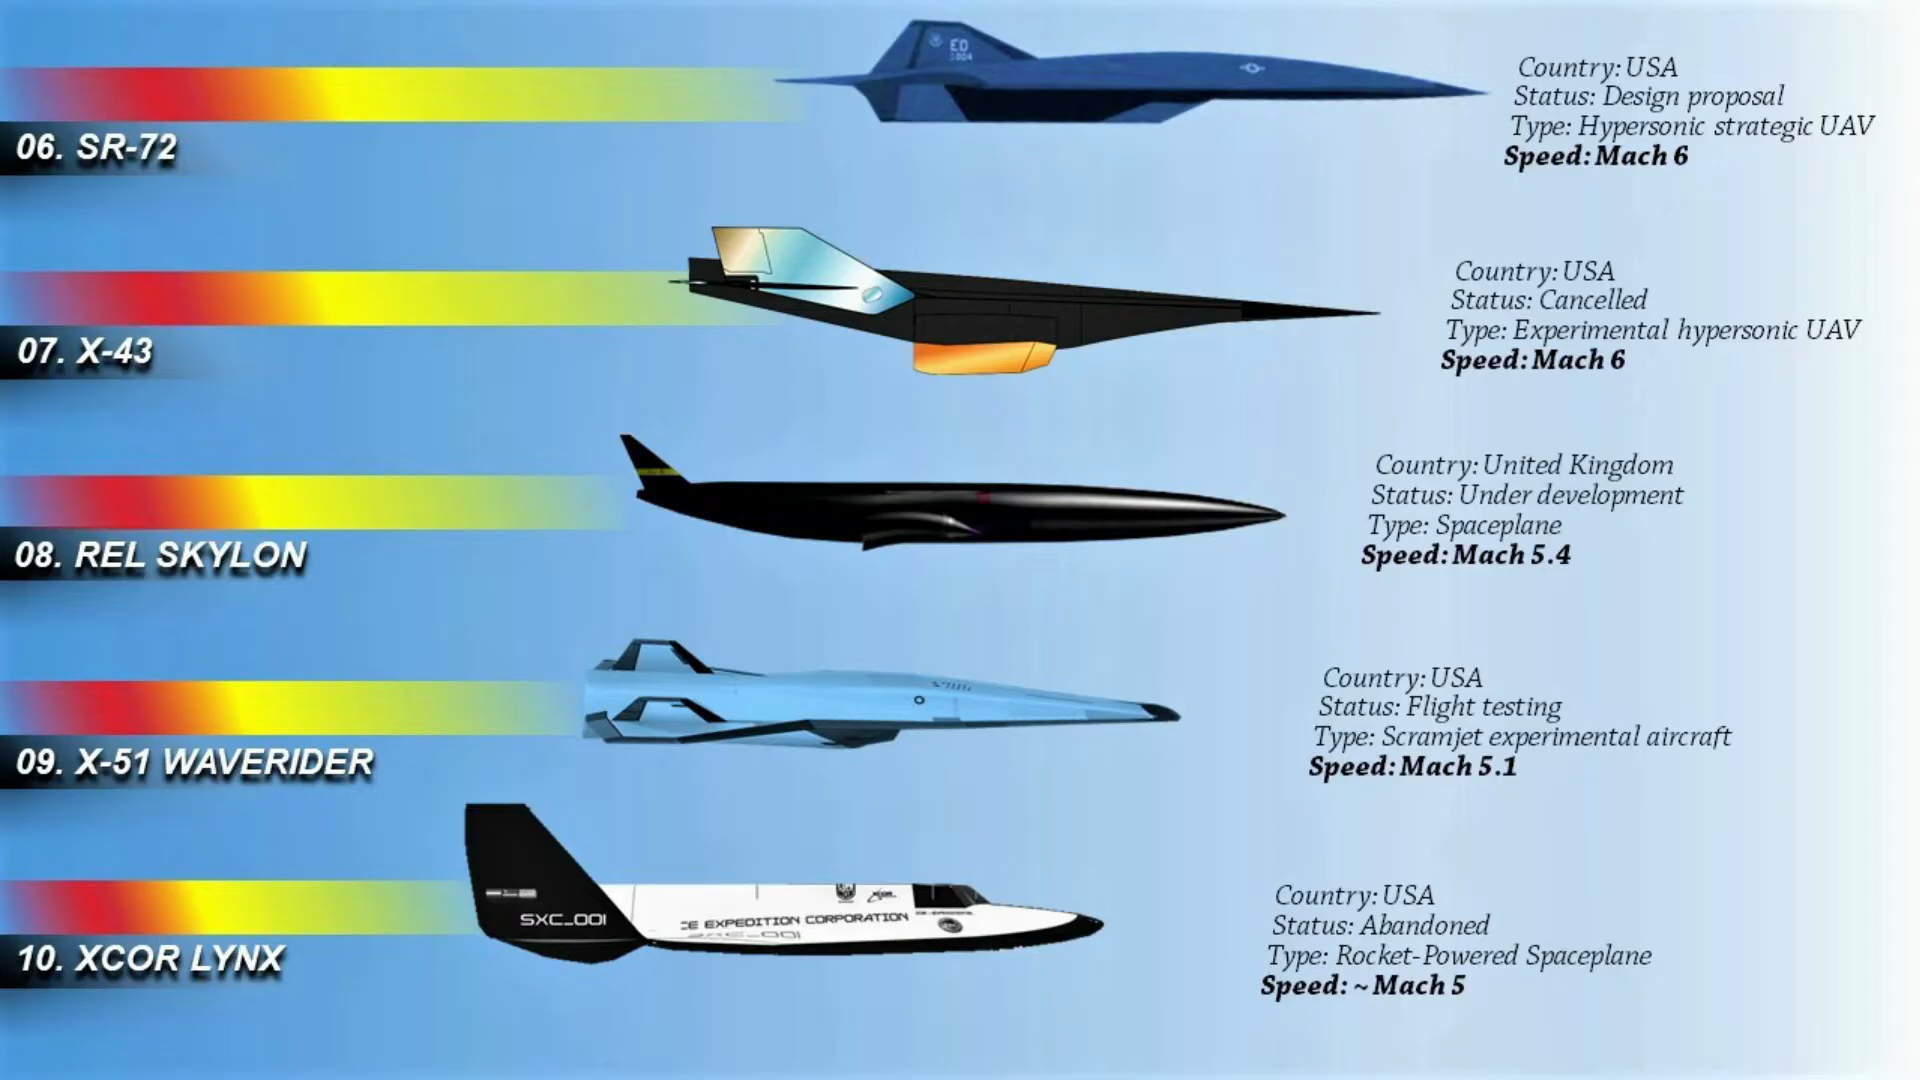 ED
004
Country: USA
Status: Design proposal
Type: Hypersonic strategic UAV
Speed: Mach 6
06. SR-72
Country: USA
Status: Cancelled
Type: Experimental hypersonic UAV
Speed: Mach 6
07. X-43
Country: United Kingdom
Status: Under development
Type: Spaceplane
Speed: Mach 5.4
08. REL SKYLON
Country: USA
Status: Flight testing
Type: Scramjet experimental aircraft
Speed: Mach 5.1
09. X-51 WAVERIDER
Country: USA
Status: Abandoned
Type: Rocket-Powered Spaceplane
Speed: ~ Mach 5
XCOR
SXC_001
CE EXPEDITION CORPORATION
10. XCOR LYNX